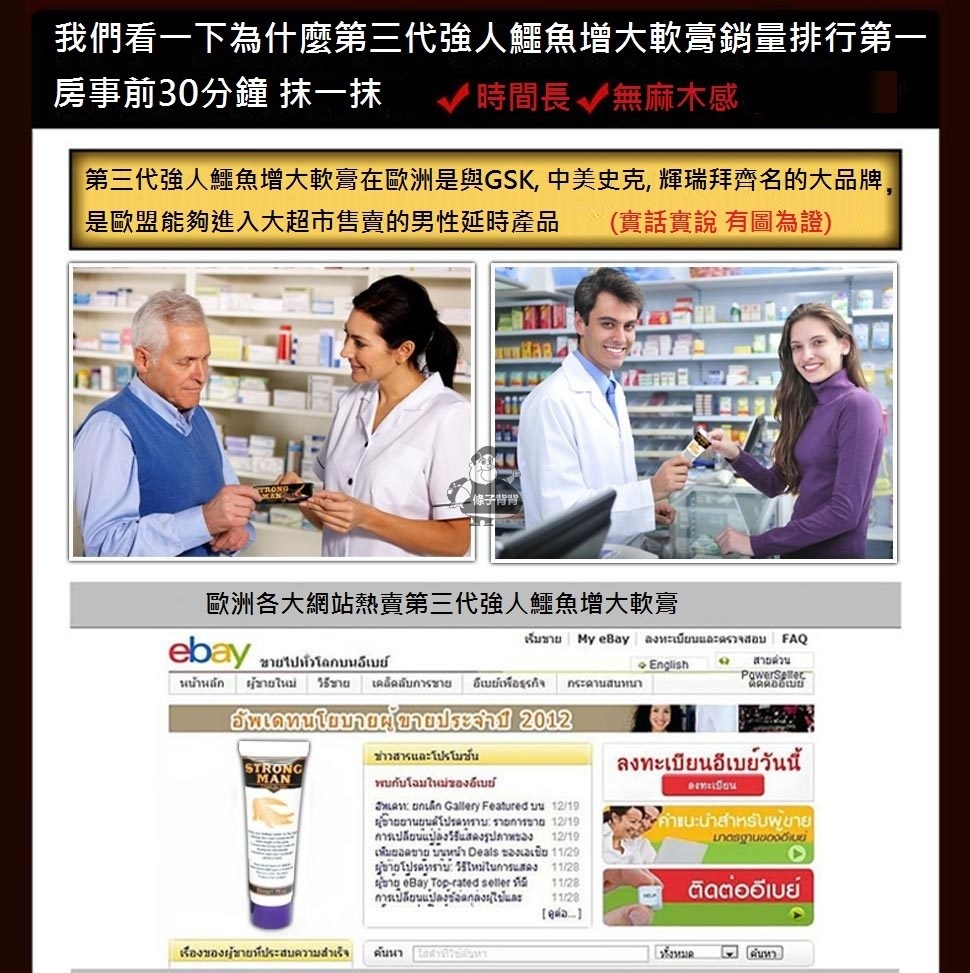 我們看一下為什麼第三代強人鱷魚增大軟膏銷量排行第一
房事前30分鐘 抹一抹
時間長 無麻木感
第三代強人鱷魚增大軟膏在歐洲是與GSK, 中美史克, 輝瑞拜齊名的大品牌,
是歐盟能夠進入大超市售賣的男性延時產品 (實話實說 有圖為證)
STRONG
MAN
條子背背
歐洲各大網站熱賣第三代強人鱷魚增大軟膏
เริ่มขาย My eBay ลงทะเบียนและตรวจสอบ FAQ
ebay ขายไปทั่วโลกบนอีเบย์
English สายด่วน
PowerSeller
ติดต่ออีเบย์
หน้าหลัก ผู้ขายใหม่ วิธีขาย เคล็ดลับการขาย อีเบย์เพื่อธุรกิจ กระดานสนทนา
อัพเดทนโยบายผู้ขายประจำปี 2012
STRONG
MAN
ข่าวสารและโปรโมชั่น
พบกับโฉมใหม่ของอีเบย์
อัพเดท: ยกเลิก Gallery Featured บน 12/19
ผู้ขายยานยนต์โปรดทราบ: รายการขาย 12/19
การเปลี่ยนแปลงวิธีแสดงรูปภาพของ 12/19
เพิ่มยอดขาย บนหน้า Deals ของเอเชีย 11/29
ผู้ขายโปรดทราบ: วิธีใหม่ในการแสดง 11/28
ผู้ขาย eBay Top-rated seller ที่มี 11/28
การเปลี่ยนแปลงข้อตกลงผู้ใช้และ 11/28
[ ดูต่อ... ]
ลงทะเบียนอีเบย์วันนี้
ลงทะเบียน
คำแนะนำสำหรับผู้ขาย
มาตรฐานของอีเบย์
HELP
ติดต่ออีเบย์
เรื่องของผู้ขายที่ประสบความสำเร็จ
ค้นหา ใส่คำที่ใช้ค้นหา ทั้งหมด ค้นหา